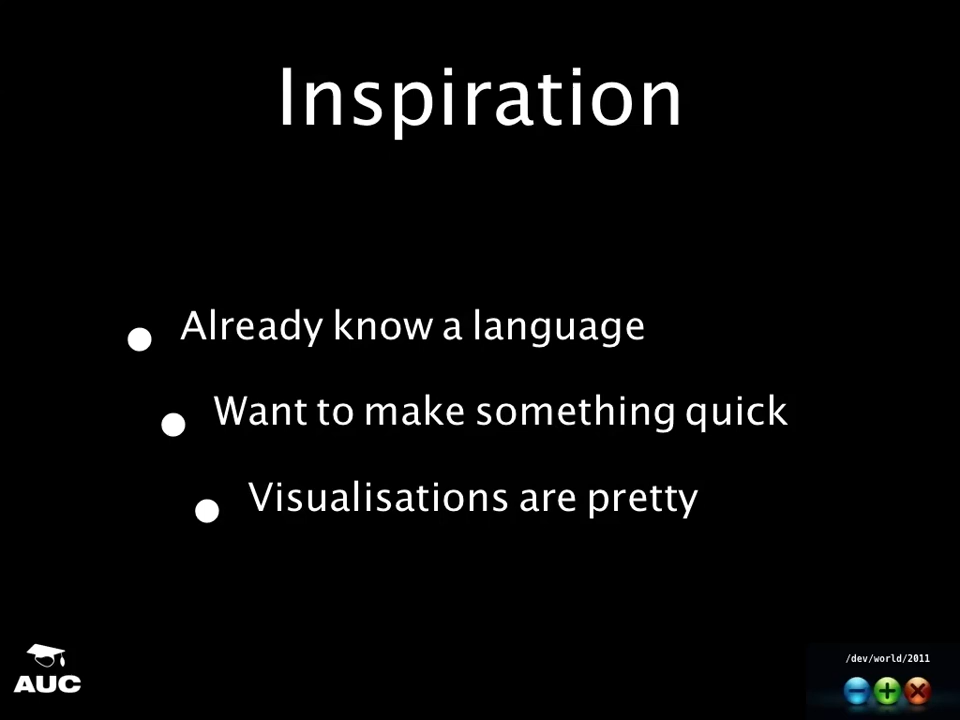 Inspiration
• Already know a language
• Want to make something quick
• Visualisations are pretty
AUC
/dev/world/2011